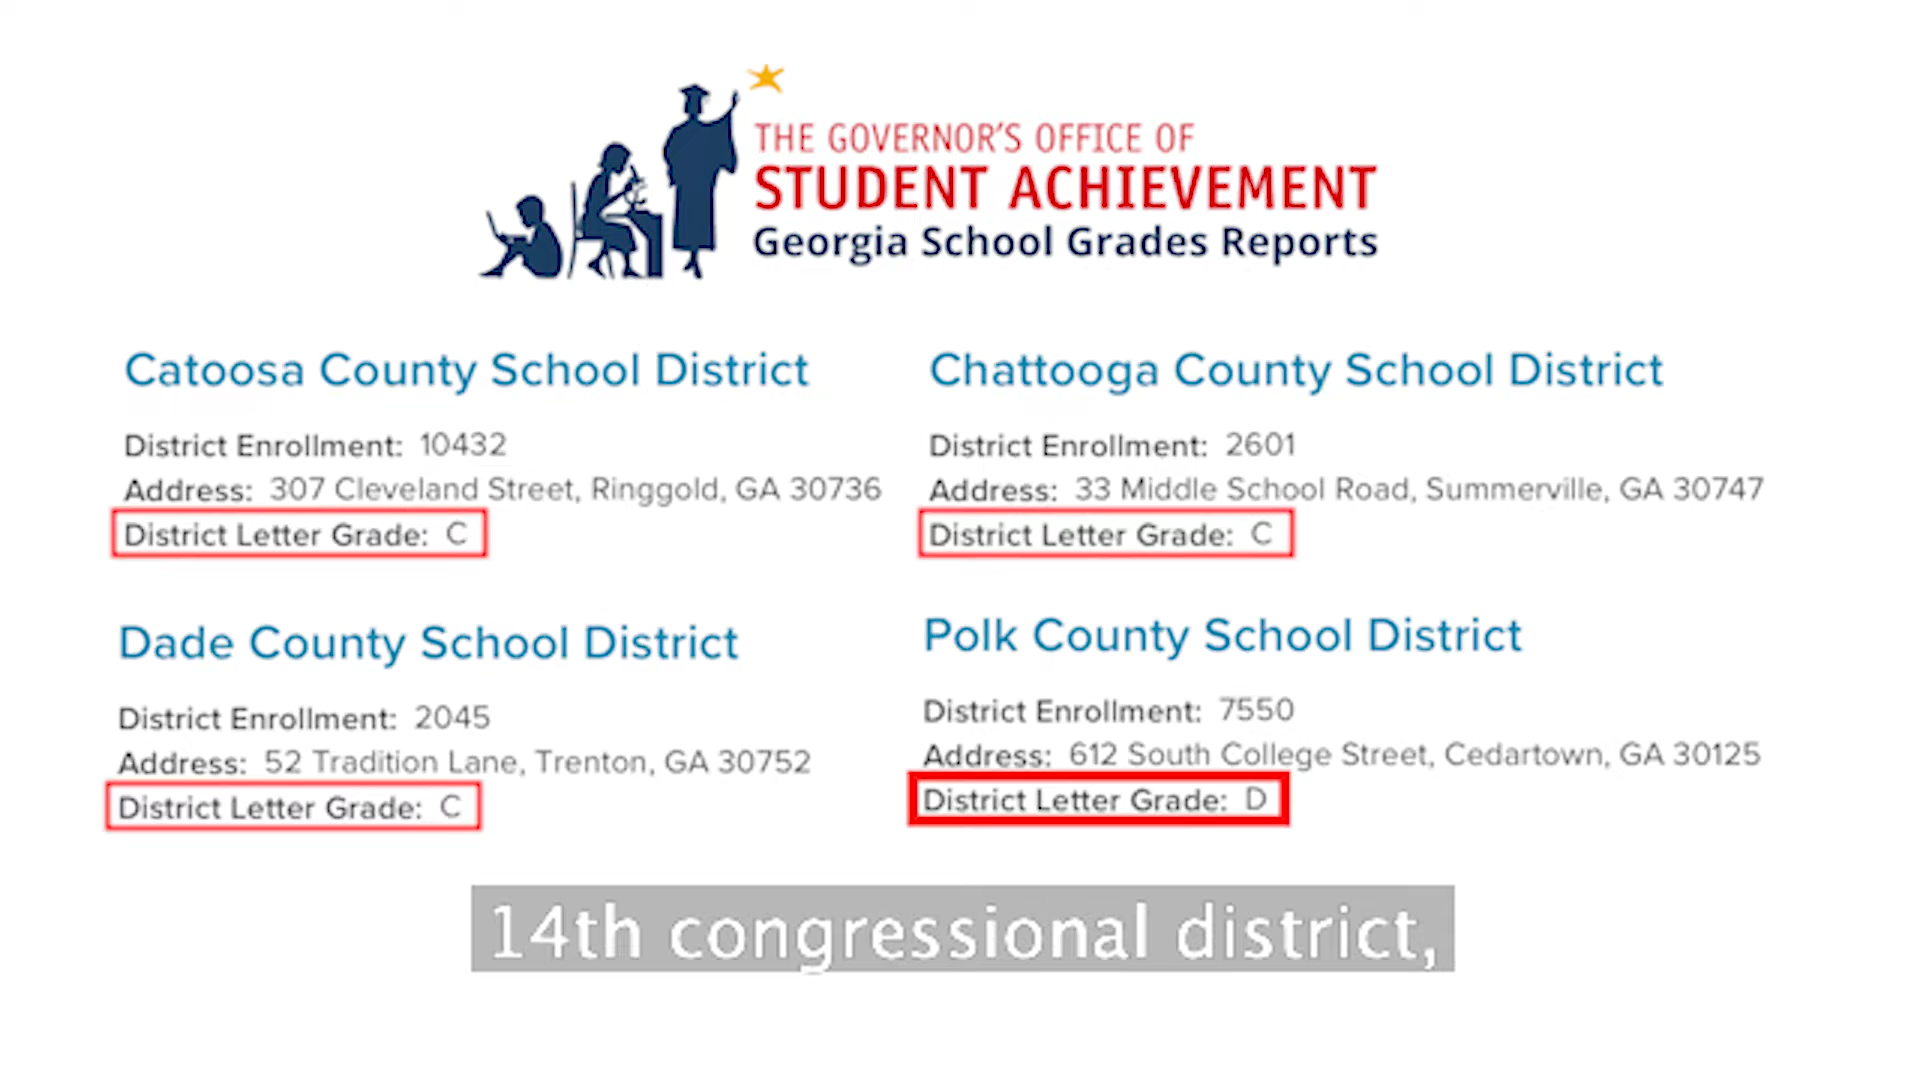 THE GOVERNOR'S OFFICE OF
STUDENT ACHIEVEMENT
Georgia School Grades Reports
Catoosa County School District
District Enrollment: 10432
Address: 307 Cleveland Street, Ringgold, GA 30736
District Letter Grade: C
Chattooga County School District
District Enrollment: 2601
Address: 33 Middle School Road, Summerville, GA 30747
District Letter Grade: C
Dade County School District
District Enrollment: 2045
Address: 52 Tradition Lane, Trenton, GA 30752
District Letter Grade: C
Polk County School District
District Enrollment: 7550
Address: 612 South College Street, Cedartown, GA 30125
District Letter Grade: D
14th congressional district,